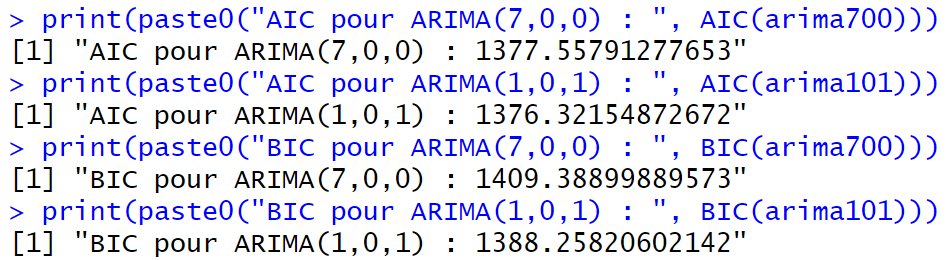 > print(paste0("AIC pour ARIMA(7,0,0) : ", AIC(arima700)))
[1] "AIC pour ARIMA(7,0,0) : 1377.55791277653"
> print(paste0("AIC pour ARIMA(1,0,1) : ", AIC(arima101)))
[1] "AIC pour ARIMA(1,0,1) : 1376.32154872672"
> print(paste0("BIC pour ARIMA(7,0,0) : ", BIC(arima700)))
[1] "BIC pour ARIMA(7,0,0) : 1409.38899889573"
> print(paste0("BIC pour ARIMA(1,0,1) : ", BIC(arima101)))
[1] "BIC pour ARIMA(1,0,1) : 1388.25820602142"